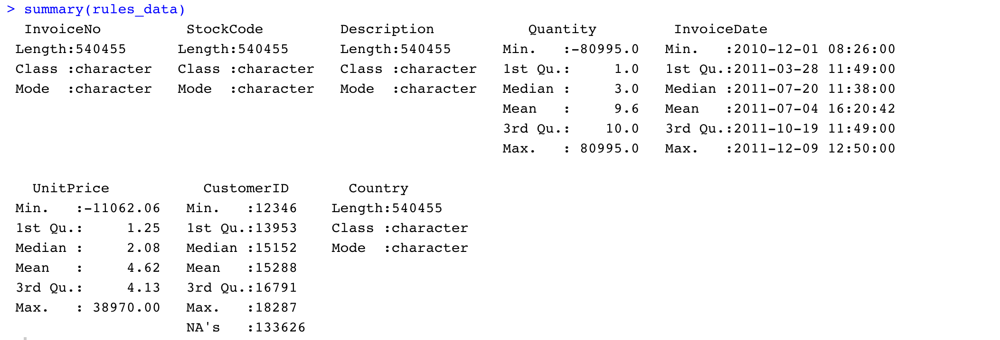 > summary(rules_data)
  InvoiceNo          StockCode         Description           Quantity         InvoiceDate
 Length:540455      Length:540455      Length:540455      Min.   :-80995.0   Min.   :2010-12-01 08:26:00
 Class :character   Class :character   Class :character   1st Qu.:     1.0   1st Qu.:2011-03-28 11:49:00
 Mode  :character   Mode  :character   Mode  :character   Median :     3.0   Median :2011-07-20 11:38:00
                                                          Mean   :     9.6   Mean   :2011-07-04 16:20:42
                                                          3rd Qu.:    10.0   3rd Qu.:2011-10-19 11:49:00
                                                          Max.   : 80995.0   Max.   :2011-12-09 12:50:00
   UnitPrice           CustomerID       Country
 Min.   :-11062.06   Min.   :12346    Length:540455
 1st Qu.:     1.25   1st Qu.:13953    Class :character
 Median :     2.08   Median :15152    Mode  :character
 Mean   :     4.62   Mean   :15288
 3rd Qu.:     4.13   3rd Qu.:16791
 Max.   : 38970.00   Max.   :18287
                     NA's   :133626